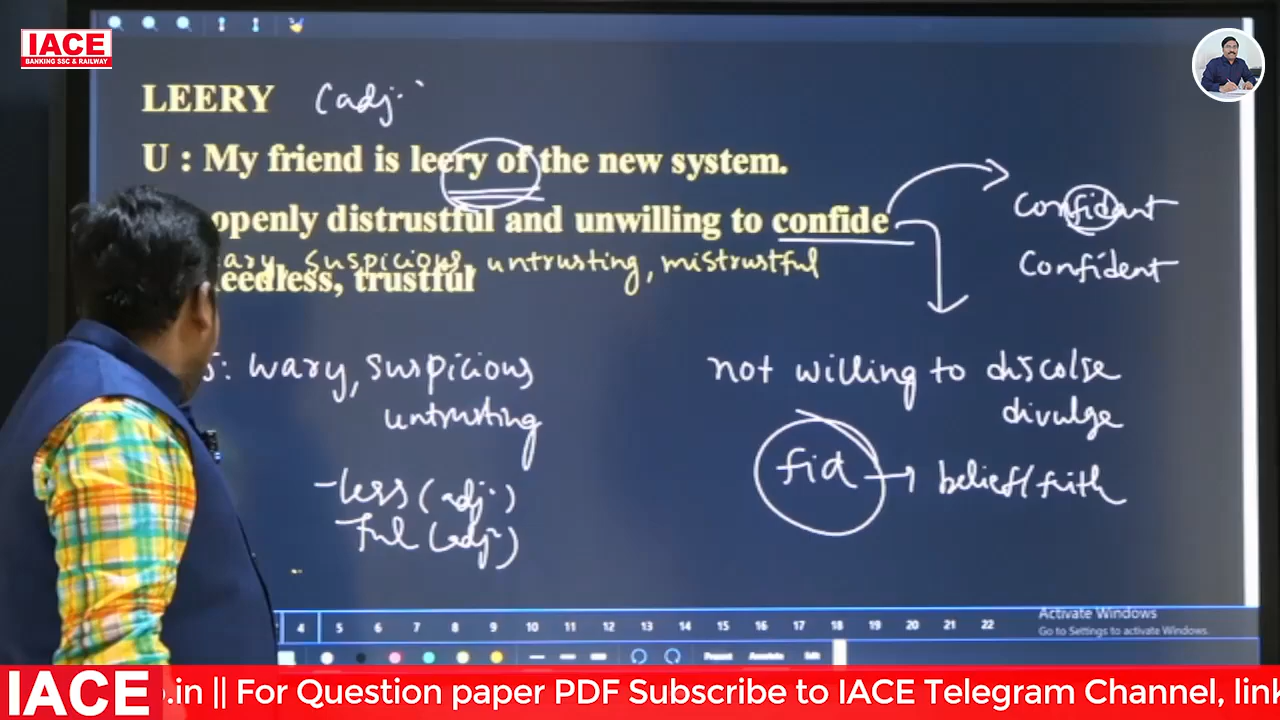 IACE
BANKING SSC & RAILWAY
LEERY (adj.
U : My friend is leery of the new system.
openly distrustful and unwilling to confide
Confidant
Confident
ary, suspicious, untrusting, mistrustful
eedless, trustful
S: wary, suspicious
untrusting
not willing to discolse
divulge
fid → belief/faith
-less (adj.)
-ful (adj)
4 5 6 7 8 9 10 11 12 13 14 15 16 17 18 19 20 21 22
Activate Windows
Go to Settings to activate Windows.
IACE
.in || For Question paper PDF Subscribe to IACE Telegram Channel, link